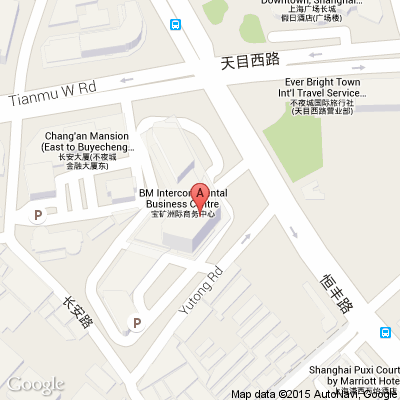 Downtown, Shanghai...
上海广场长城
假日酒店(广场楼)
天目西路
Tianmu W Rd
Ever Bright Town
Int'l Travel Service...
不夜城国际旅行社
(天目西路营业部)
Chang'an Mansion
(East to Buyecheng...
长安大厦(不夜城
金融大厦东)
BM Intercontinental
Business Centre
宝矿洲际商务中心
A
P
恒丰路
长安路
Yutong Rd
P
Shanghai Puxi Court
by Marriott Hote
Google
Map data ©2015 AutoNavi, Google